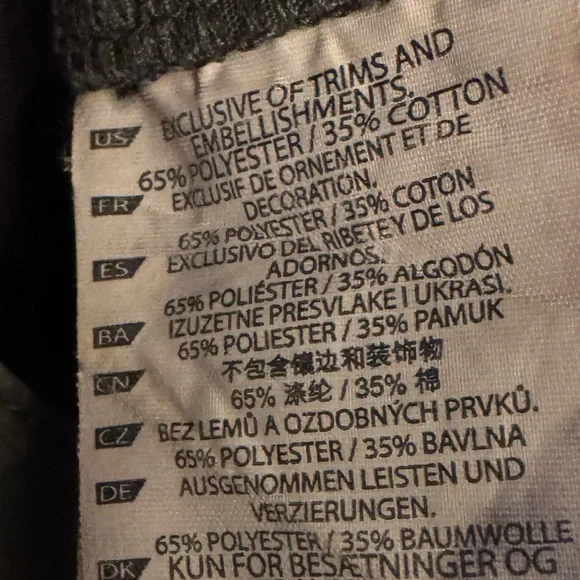 US EXCLUSIVE OF TRIMS AND
EMBELLISHMENTS.
65% POLYESTER / 35% COTTON
FR EXCLUSIF DE ORNEMENT ET DE
DECORATION.
65% POLYESTER / 35% COTON
ES EXCLUSIVO DEL RIBETE Y DE LOS
ADORNOS.
65% POLIÉSTER / 35% ALGODÓN
BA IZUZETNE PRESVLAKE I UKRASI.
65% POLIESTER / 35% PAMUK
CN 不包含镶边和装饰物
65% 涤纶 / 35% 棉
CZ BEZ LEMŮ A OZDOBNÝCH PRVKŮ.
65% POLYESTER / 35% BAVLNA
DE AUSGENOMMEN LEISTEN UND
VERZIERUNGEN.
65% POLYESTER / 35% BAUMWOLLE
DK KUN FOR BESÆTNINGER OG